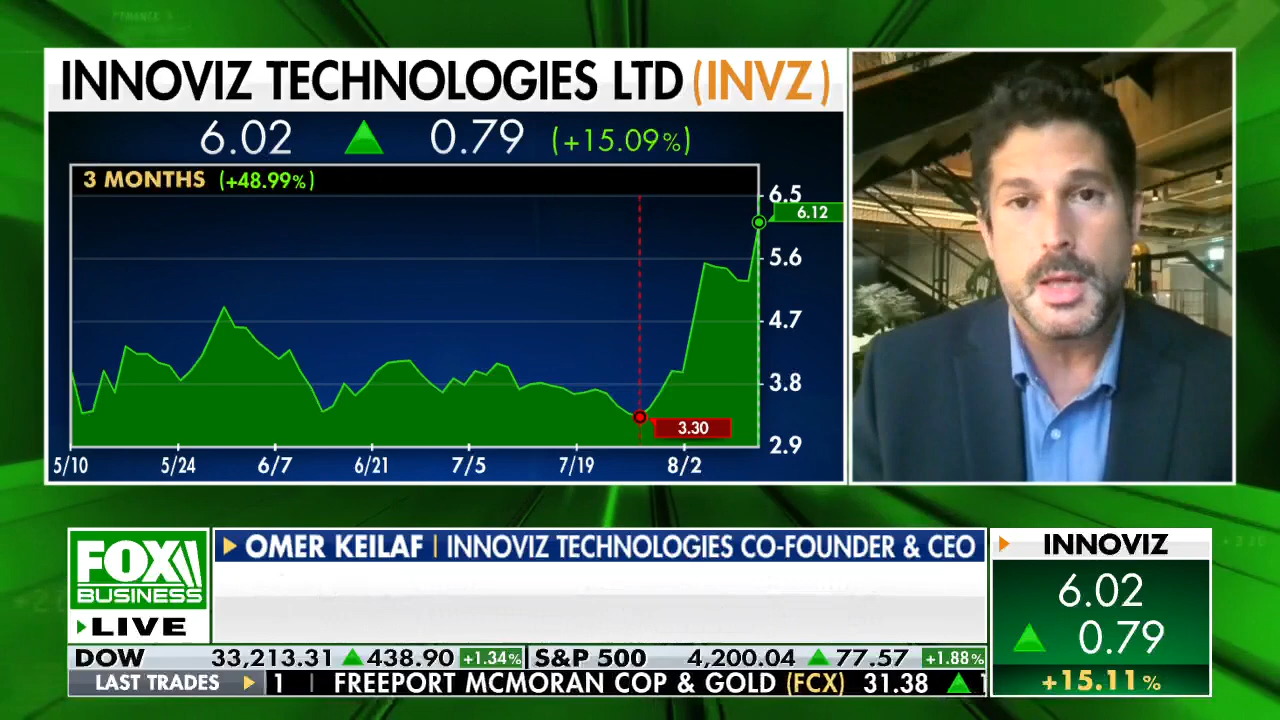 INNOVIZ TECHNOLOGIES LTD (INVZ)
6.02 ▲ 0.79 (+15.09%)
3 MONTHS (+48.99%)
6.5
6.12
5.6
4.7
3.8
3.30
2.9
5/10 5/24 6/7 6/21 7/5 7/19 8/2
FOX BUSINESS
LIVE
OMER KEILAF | INNOVIZ TECHNOLOGIES CO-FOUNDER & CEO
INNOVIZ
6.02
▲ 0.79
+15.11%
DOW 33,213.31 ▲ 438.90 +1.34% S&P 500 4,200.04 ▲ 77.57 +1.88%
LAST TRADES 1 | FREEPORT MCMORAN COP & GOLD (FCX) 31.38 ▲ 1